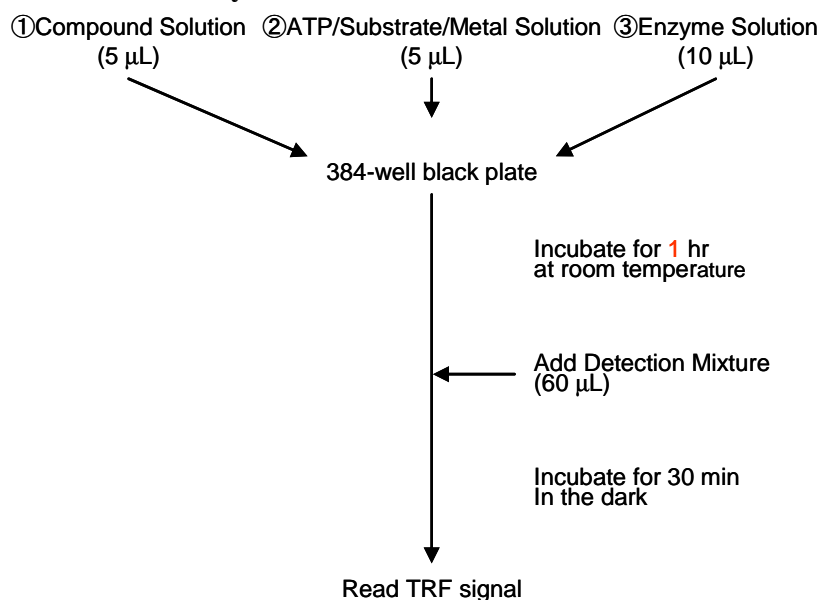 ①Compound Solution ②ATP/Substrate/Metal Solution ③Enzyme Solution
(5 μL) (5 μL) (10 μL)
384-well black plate
Incubate for 1 hr
at room temperature
Add Detection Mixture
(60 μL)
Incubate for 30 min
In the dark
Read TRF signal